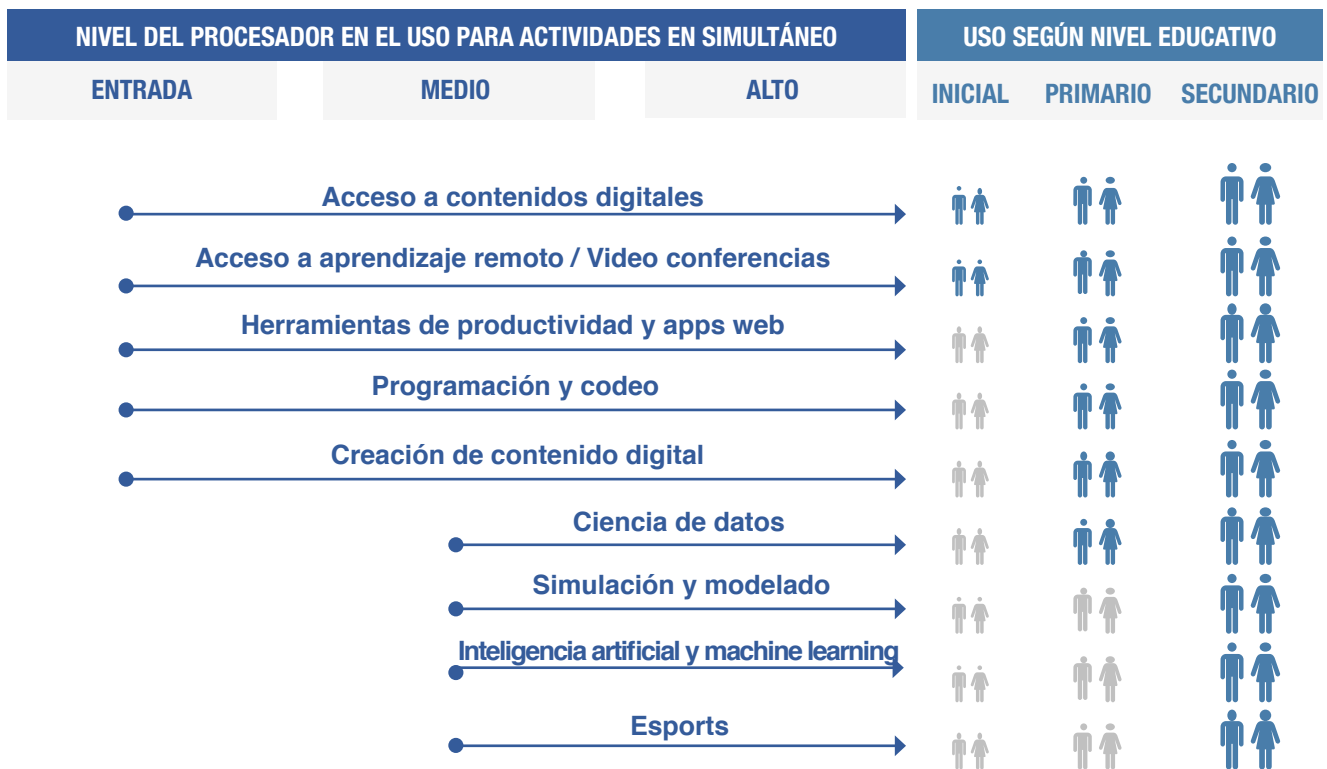 NIVEL DEL PROCESADOR EN EL USO PARA ACTIVIDADES EN SIMULTÁNEO
USO SEGÚN NIVEL EDUCATIVO
ENTRADA
MEDIO
ALTO
INICIAL
PRIMARIO
SECUNDARIO
Acceso a contenidos digitales
Acceso a aprendizaje remoto / Video conferencias
Herramientas de productividad y apps web
Programación y codeo
Creación de contenido digital
Ciencia de datos
Simulación y modelado
Inteligencia artificial y machine learning
Esports